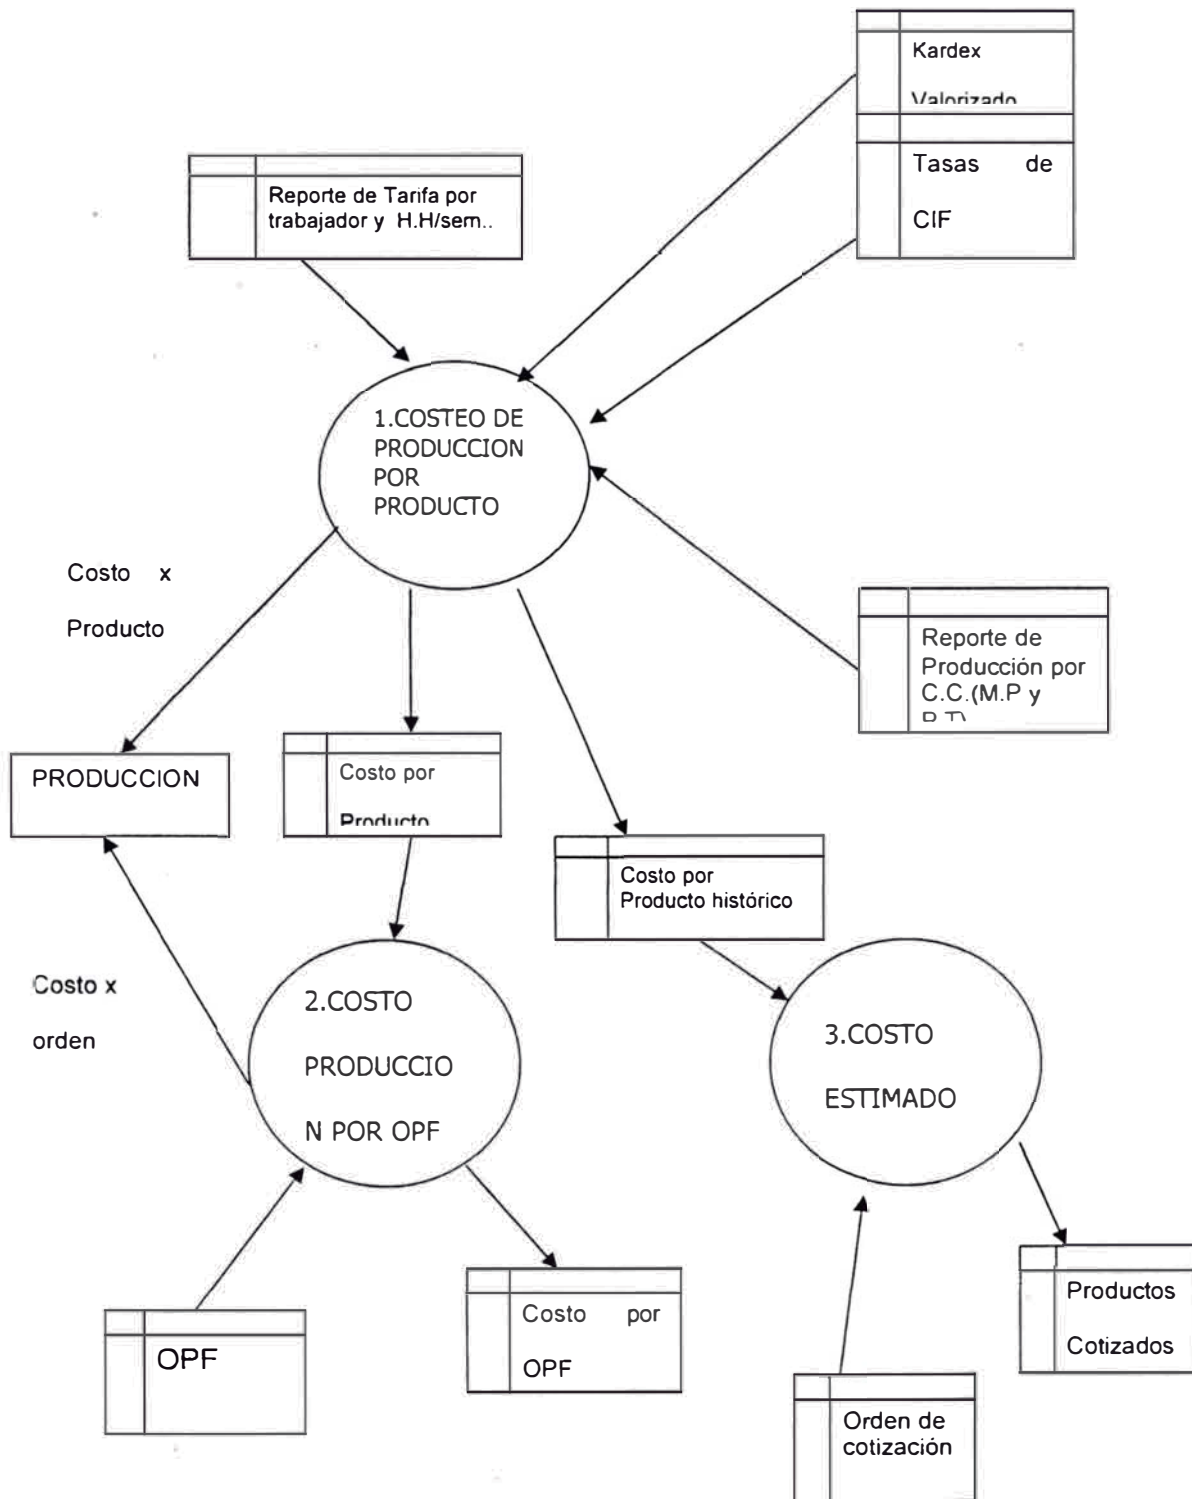 Kardex
Valorizado
Tasas de
CIF
Reporte de Tarifa por
trabajador y H.H/sem..
1.COSTEO DE
PRODUCCION
POR
PRODUCTO
Costo x
Producto
Reporte de
Producción por
C.C.(M.P y
P.T)
PRODUCCION
Costo por
Producto
Costo por
Producto histórico
Costo x
orden
2.COSTO
PRODUCCIO
N POR OPF
3.COSTO
ESTIMADO
OPF
Costo por
OPF
Productos
Cotizados
Orden de
cotización